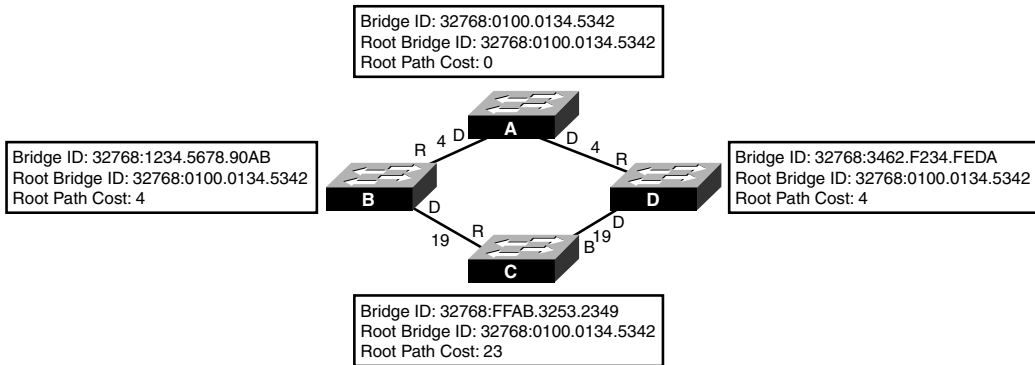 Bridge ID: 32768:0100.0134.5342
Root Bridge ID: 32768:0100.0134.5342
Root Path Cost: 0
A
D
D
4
4
R
R
Bridge ID: 32768:1234.5678.90AB
Root Bridge ID: 32768:0100.0134.5342
Root Path Cost: 4
B
D
Bridge ID: 32768:3462.F234.FEDA
Root Bridge ID: 32768:0100.0134.5342
Root Path Cost: 4
D
D
19
R
B
19
C
Bridge ID: 32768:FFAB.3253.2349
Root Bridge ID: 32768:0100.0134.5342
Root Path Cost: 23